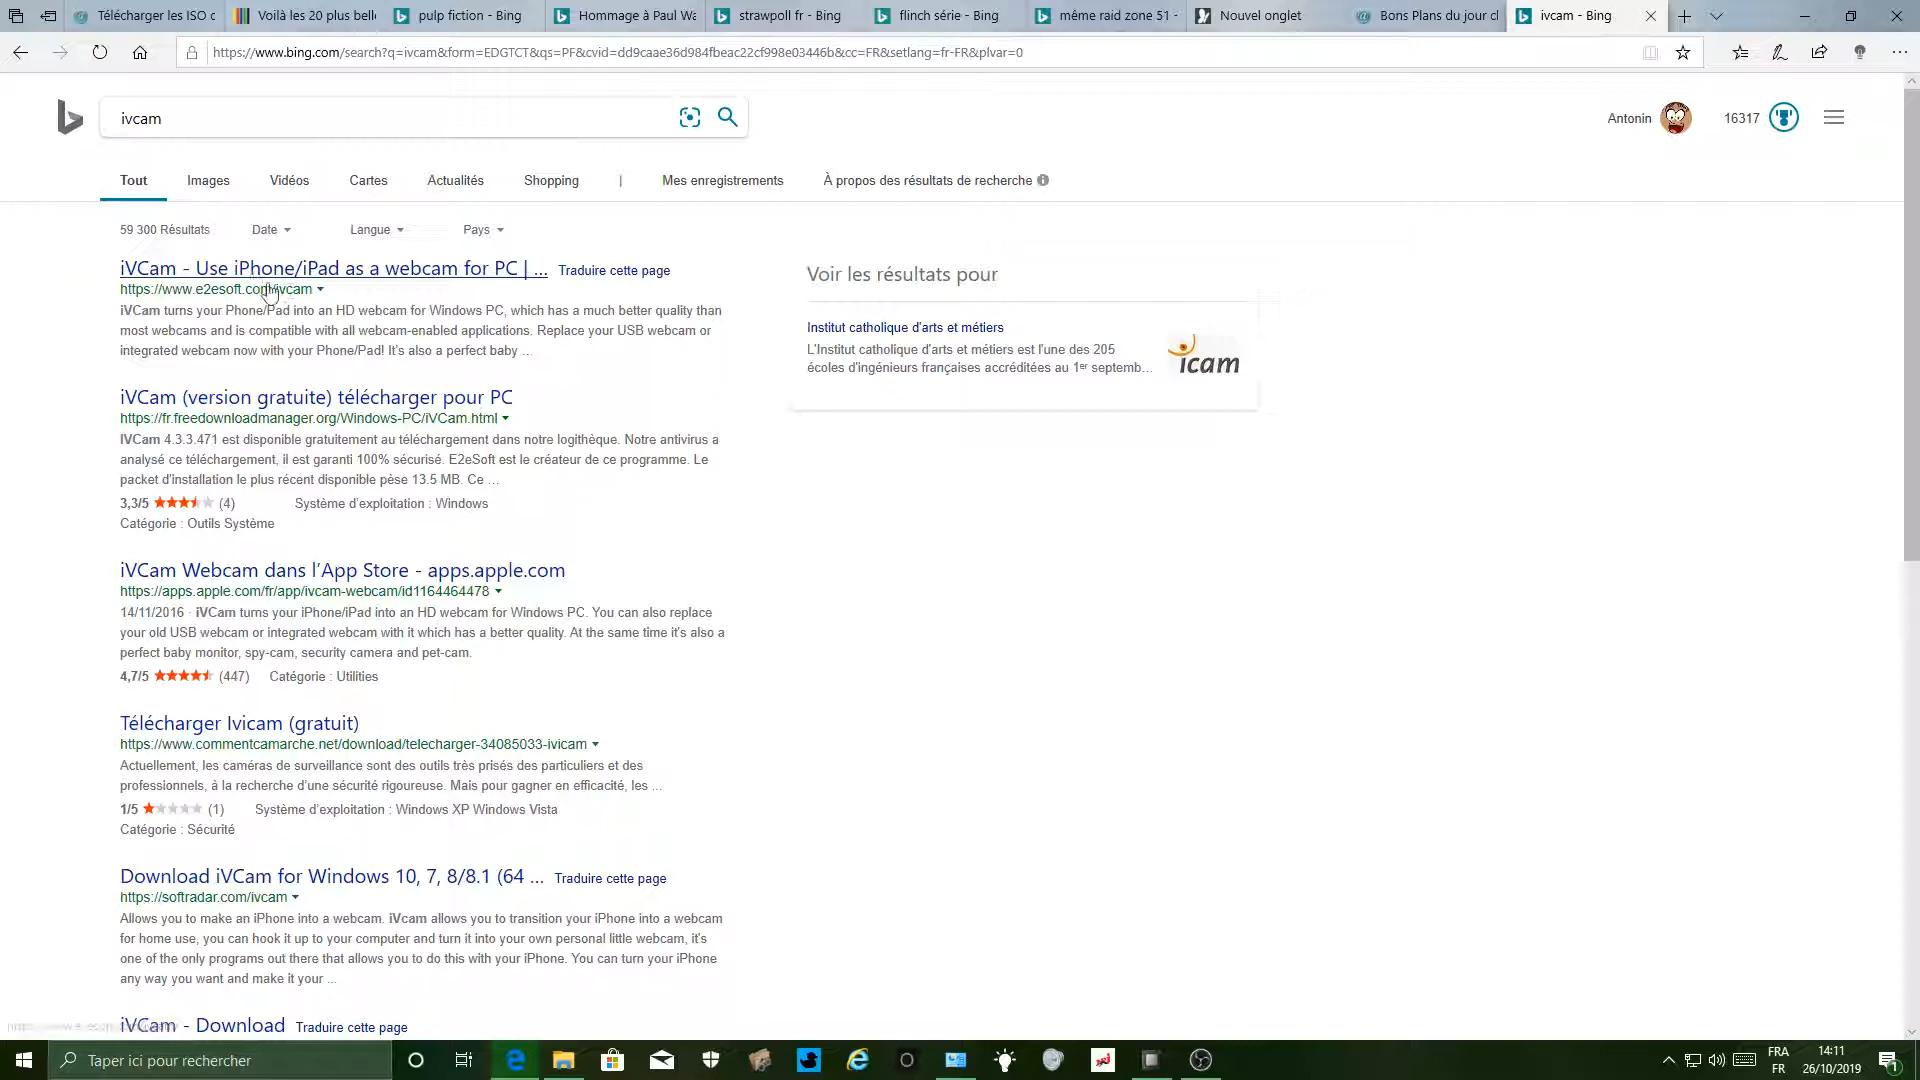 Télécharger les ISO c
Voilà les 20 plus bell
pulp fiction - Bing
Hommage à Paul Wa
strawpoll fr - Bing
flinch série - Bing
même raid zone 51 -
Nouvel onglet
Bons Plans du jour cl
ivcam - Bing
https://www.bing.com/search?q=ivcam&form=EDGTCT&qs=PF&cvid=dd9caae36d984fbeac22cf998e03446b&cc=FR&setlang=fr-FR&plvar=0
ivcam
Antonin
16317
Tout
Images
Vidéos
Cartes
Actualités
Shopping
|
Mes enregistrements
À propos des résultats de recherche
59 300 Résultats
Date
Langue
Pays
iVCam - Use iPhone/iPad as a webcam for PC | ... Traduire cette page
https://www.e2esoft.com/ivcam
iVCam turns your Phone/Pad into an HD webcam for Windows PC, which has a much better quality than
most webcams and is compatible with all webcam-enabled applications. Replace your USB webcam or
integrated webcam now with your Phone/Pad! It's also a perfect baby ...
Voir les résultats pour
Institut catholique d'arts et métiers
L'Institut catholique d'arts et métiers est l'une des 205
écoles d'ingénieurs françaises accréditées au 1er septemb...
icam
iVCam (version gratuite) télécharger pour PC
https://fr.freedownloadmanager.org/Windows-PC/iVCam.html
IVCam 4.3.3.471 est disponible gratuitement au téléchargement dans notre logithèque. Notre antivirus a
analysé ce téléchargement, il est garanti 100% sécurisé. E2eSoft est le créateur de ce programme. Le
packet d'installation le plus récent disponible pèse 13.5 MB. Ce ...
3,3/5 (4) Système d'exploitation : Windows
Catégorie : Outils Système
iVCam Webcam dans l'App Store - apps.apple.com
https://apps.apple.com/fr/app/ivcam-webcam/id1164464478
14/11/2016 · iVCam turns your iPhone/iPad into an HD webcam for Windows PC. You can also replace
your old USB webcam or integrated webcam with it which has a better quality. At the same time it's also a
perfect baby monitor, spy-cam, security camera and pet-cam.
4,7/5 (447) Catégorie : Utilities
Télécharger Ivicam (gratuit)
https://www.commentcamarche.net/download/telecharger-34085033-ivicam
Actuellement, les caméras de surveillance sont des outils très prisés des particuliers et des
professionnels, à la recherche d'une sécurité rigoureuse. Mais pour gagner en efficacité, les ...
1/5 (1) Système d'exploitation : Windows XP Windows Vista
Catégorie : Sécurité
Download iVCam for Windows 10, 7, 8/8.1 (64 ... Traduire cette page
https://softradar.com/ivcam
Allows you to make an iPhone into a webcam. iVcam allows you to transition your iPhone into a webcam
for home use, you can hook it up to your computer and turn it into your own personal little webcam, it's
one of the only programs out there that allows you to do this with your iPhone. You can turn your iPhone
any way you want and make it your ...
iVCam - Download Traduire cette page
Taper ici pour rechercher
FRA
FR
14:11
26/10/2019
1